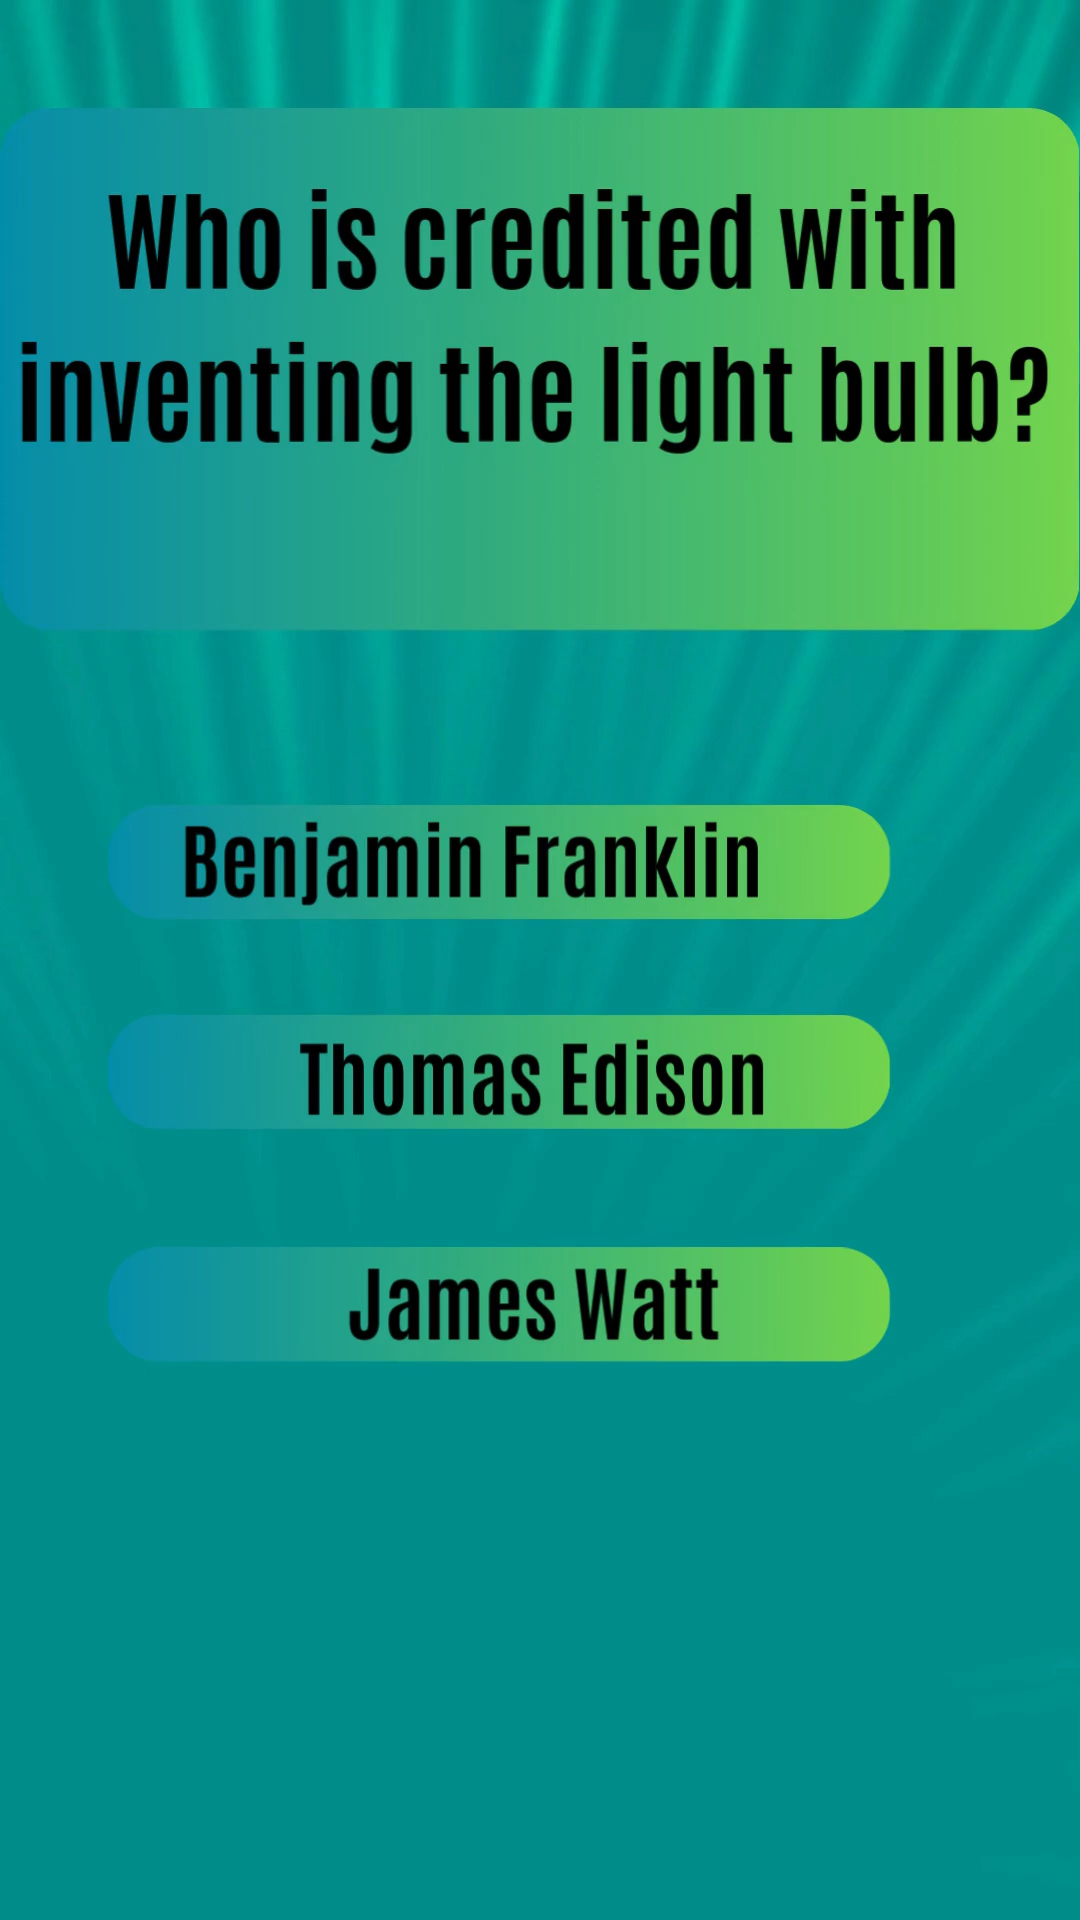 Who is credited with
inventing the light bulb?
Benjamin Franklin
Thomas Edison
James Watt